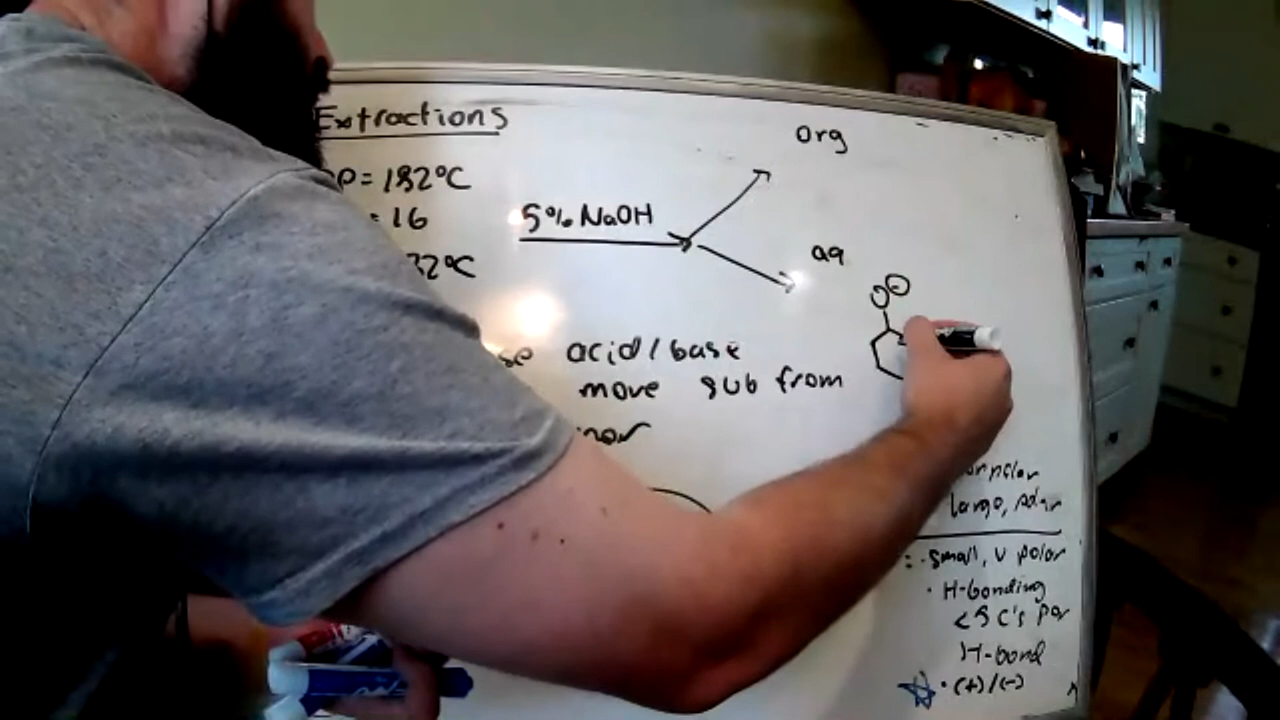 Extractions
P= 182°C
= 16
32°C
5% NaOH
Org
aq
O⊖
se acid/base
move sub from
nonpolar
large, polar
: - small, v polar
· H-bonding
<5 C's per
H-bond
· (+)/(-)